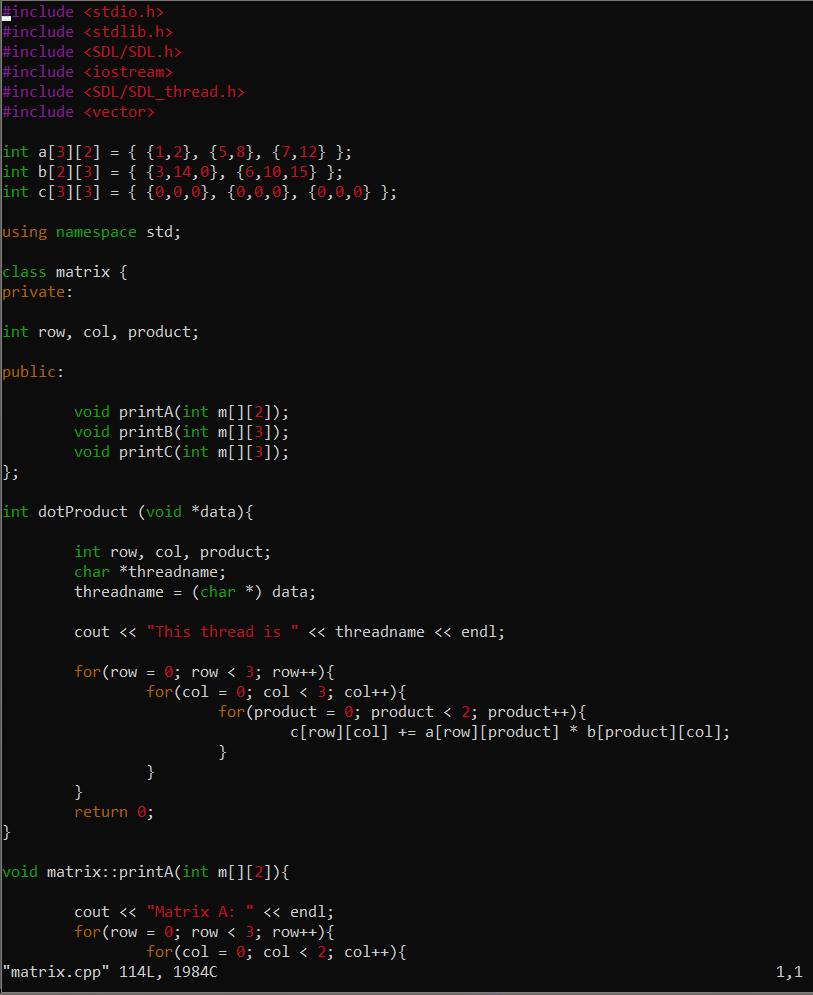 #include <stdio.h>
#include <stdlib.h>
#include <SDL/SDL.h>
#include <iostream>
#include <SDL/SDL_thread.h>
#include <vector>

int a[3][2] = { {1,2}, {5,8}, {7,12} };
int b[2][3] = { {3,14,0}, {6,10,15} };
int c[3][3] = { {0,0,0}, {0,0,0}, {0,0,0} };

using namespace std;

class matrix {
private:

int row, col, product;

public:

        void printA(int m[][2]);
        void printB(int m[][3]);
        void printC(int m[][3]);
};

int dotProduct (void *data){

        int row, col, product;
        char *threadname;
        threadname = (char *) data;

        cout << "This thread is " << threadname << endl;

        for(row = 0; row < 3; row++){
                for(col = 0; col < 3; col++){
                        for(product = 0; product < 2; product++){
                                c[row][col] += a[row][product] * b[product][col];
                        }
                }
        }
        return 0;
}

void matrix::printA(int m[][2]){

        cout << "Matrix A: " << endl;
        for(row = 0; row < 3; row++){
                for(col = 0; col < 2; col++){
"matrix.cpp" 114L, 1984C 1,1